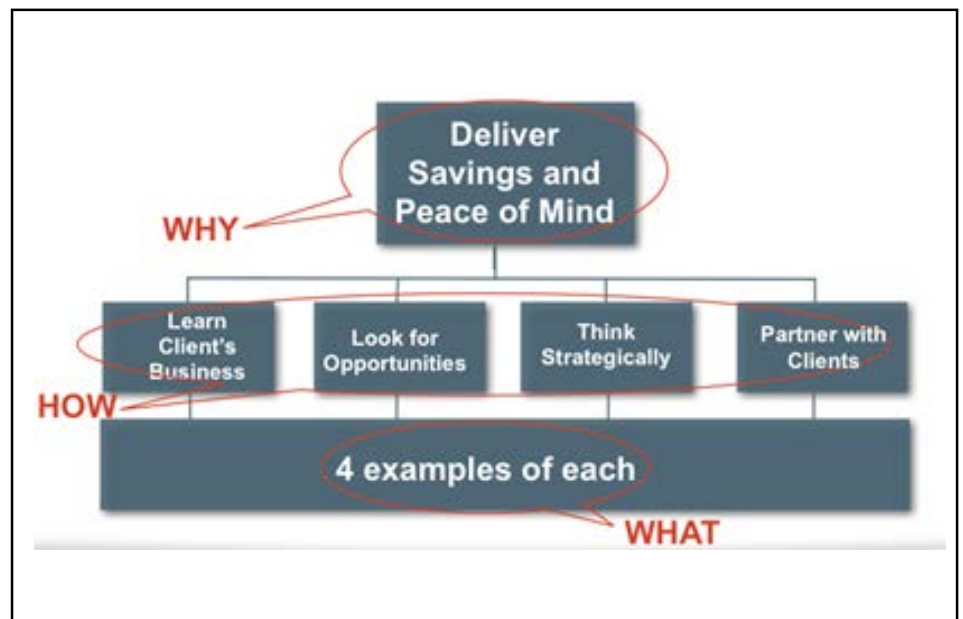 Deliver
Savings and
Peace of Mind
WHY
Learn
Client's
Business
Look for
Opportunities
Think
Strategically
Partner with
Clients
HOW
4 examples of each
WHAT